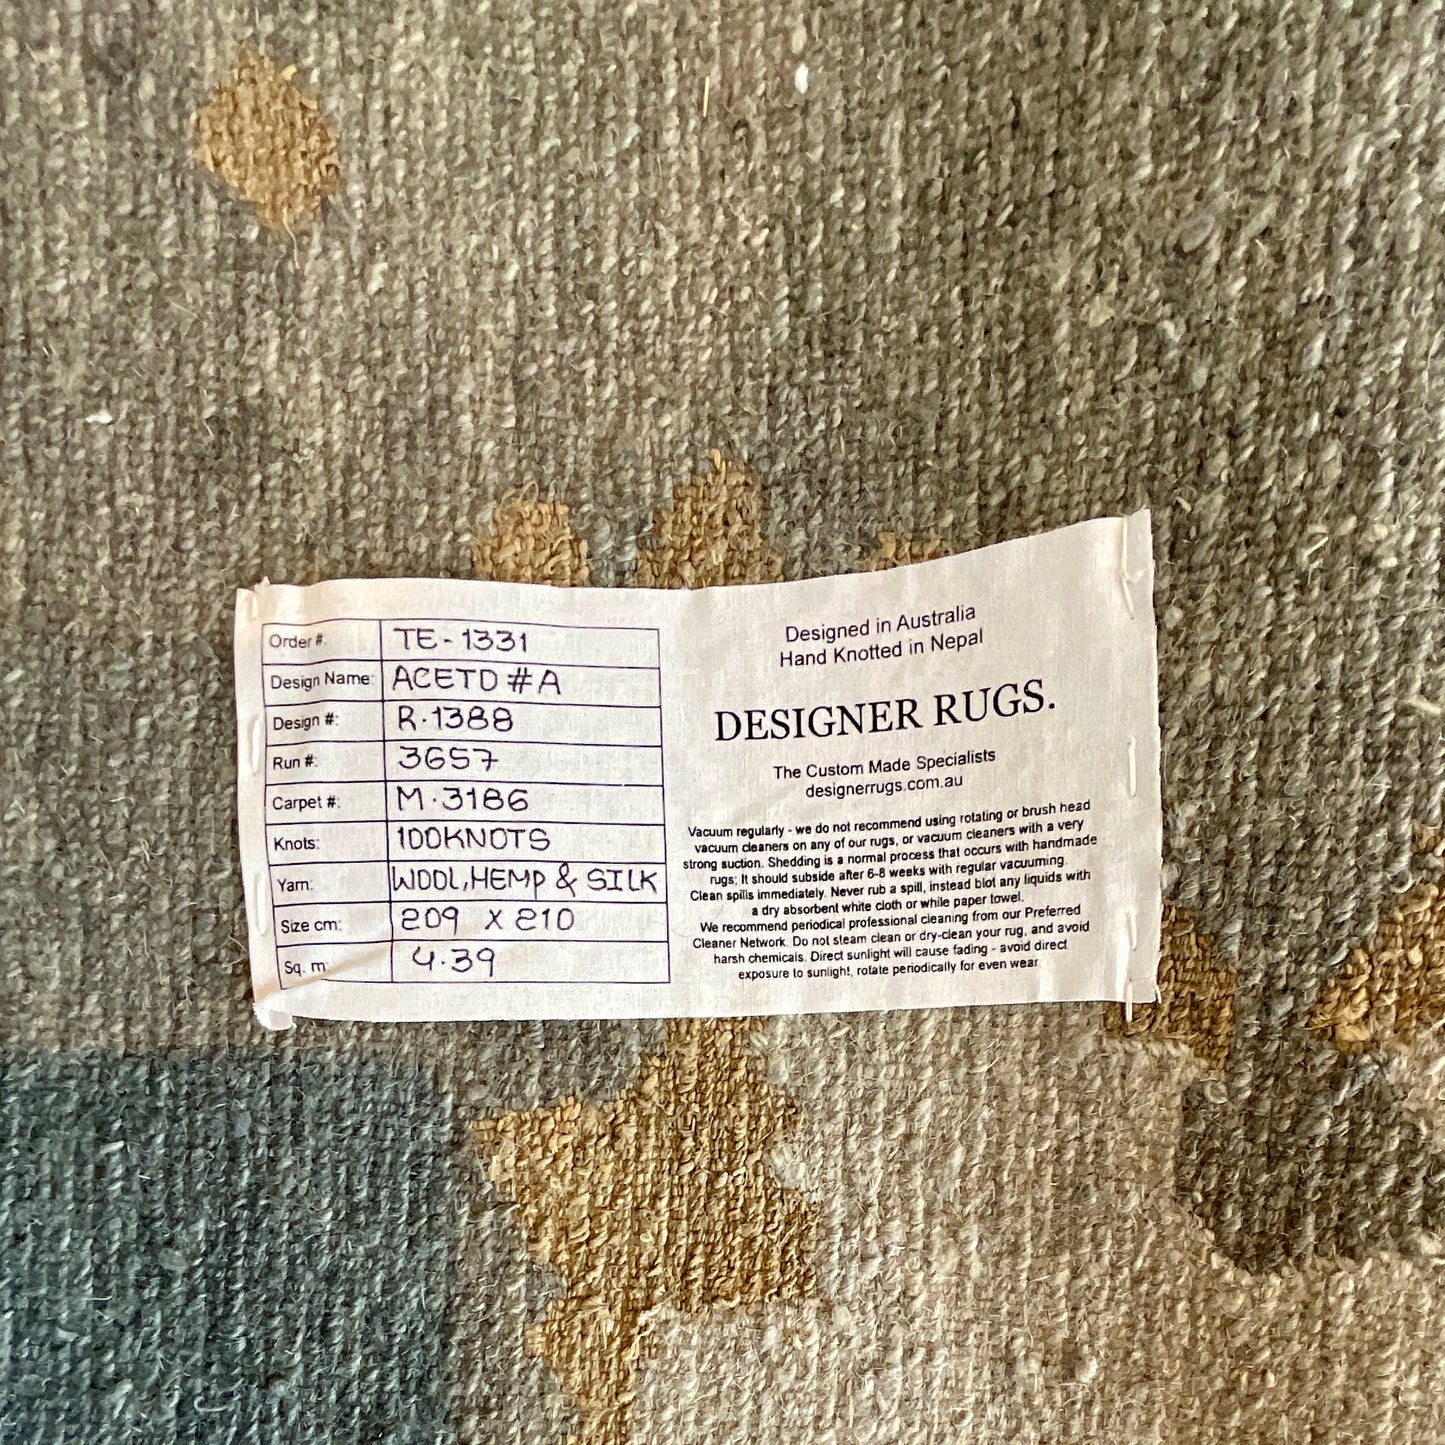 Order #: TE-1331
Design Name: ACETO #A
Design #: R.1388
Run #: 3657
Carpet #: M.3186
Knots: 100KNOTS
Yarn: WOOL, HEMP & SILK
Size cm: 209 X 210
Sq. m: 4.39
Designed in Australia
Hand Knotted in Nepal
DESIGNER RUGS.
The Custom Made Specialists
designerrugs.com.au
Vacuum regularly - we do not recommend using rotating or brush head
vacuum cleaners on any of our rugs, or vacuum cleaners with a very
strong suction. Shedding is a normal process that occurs with handmade
rugs; It should subside after 6-8 weeks with regular vacuuming.
Clean spills immediately. Never rub a spill, instead blot any liquids with
a dry absorbent white cloth or while paper towel.
We recommend periodical professional cleaning from our Preferred
Cleaner Network. Do not steam clean or dry-clean your rug, and avoid
harsh chemicals. Direct sunlight will cause fading - avoid direct
exposure to sunlight, rotate periodically for even wear.